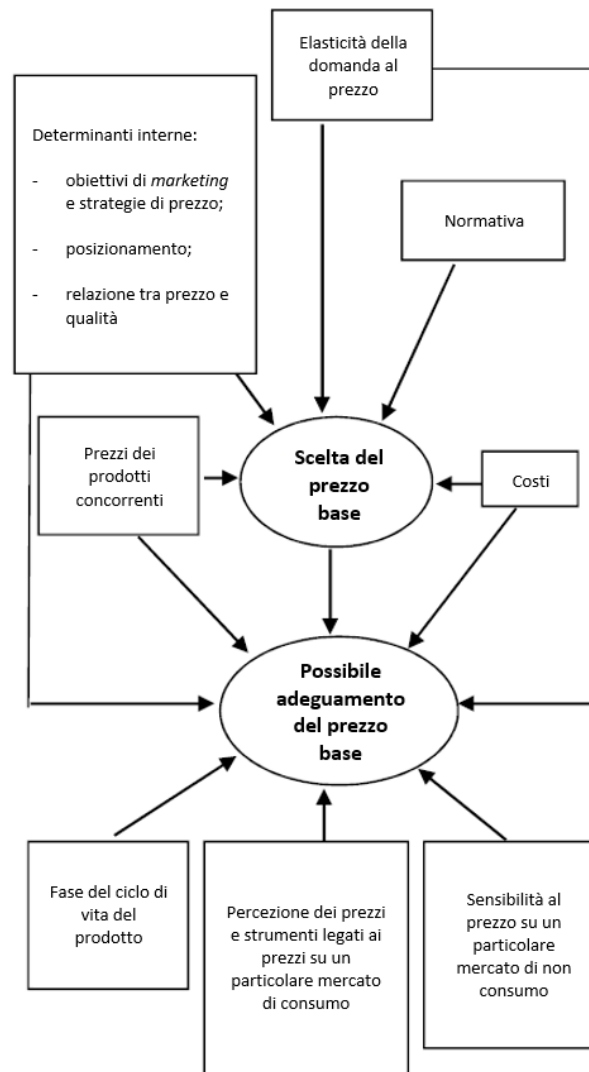 Elasticità della
domanda al
prezzo
Determinanti interne:
- obiettivi di marketing
e strategie di prezzo;
- posizionamento;
- relazione tra prezzo e
qualità
Normativa
Prezzi dei
prodotti
concorrenti
Scelta del
prezzo
base
Costi
Possibile
adeguamento
del prezzo
base
Fase del ciclo di
vita del
prodotto
Percezione dei prezzi
e strumenti legati ai
prezzi su un
particolare mercato
di consumo
Sensibilità al
prezzo su un
particolare
mercato di non
consumo